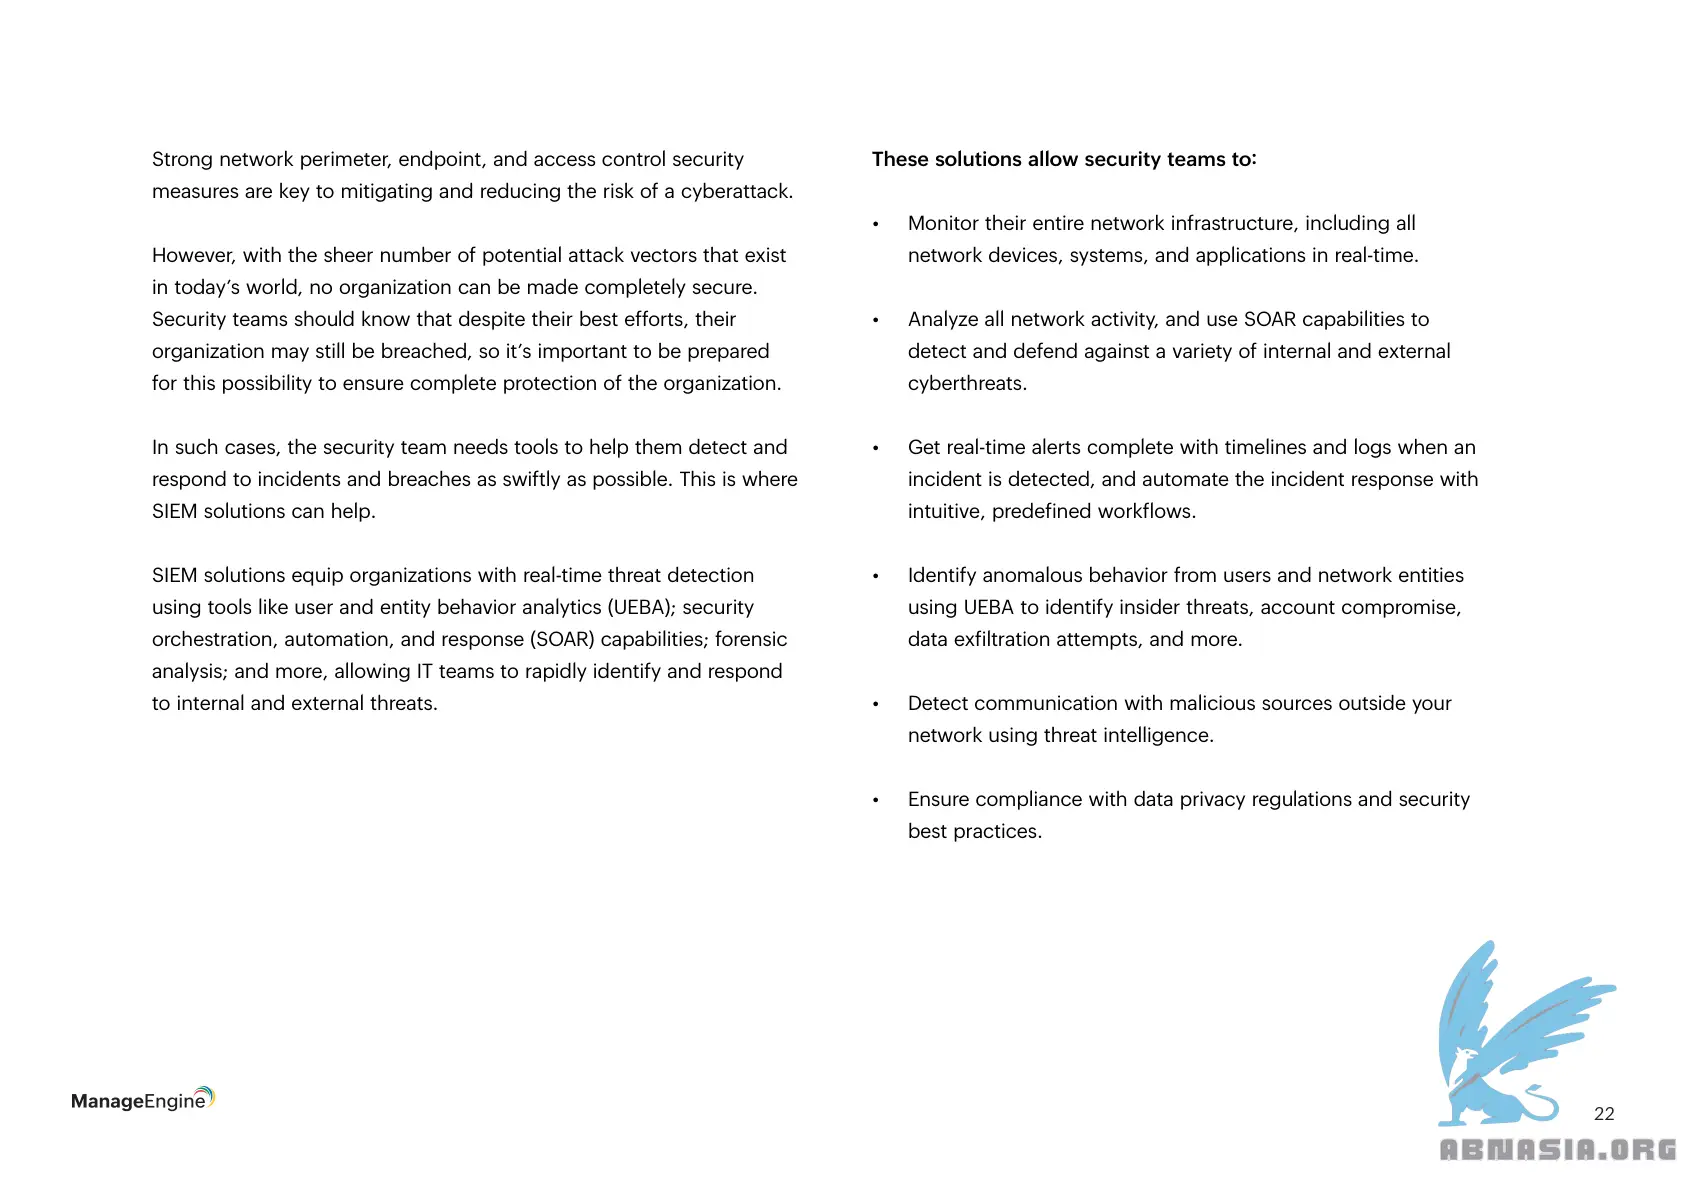 Strong network perimeter, endpoint, and access control security
measures are key to mitigating and reducing the risk of a cyberattack.
However, with the sheer number of potential attack vectors that exist
in today's world, no organization can be made completely secure.
Security teams should know that despite their best efforts, their
organization may still be breached, so it's important to be prepared
for this possibility to ensure complete protection of the organization.
In such cases, the security team needs tools to help them detect and
respond to incidents and breaches as swiftly as possible. This is where
SIEM solutions can help.
SIEM solutions equip organizations with real-time threat detection
using tools like user and entity behavior analytics (UEBA); security
orchestration, automation, and response (SOAR) capabilities; forensic
analysis; and more, allowing IT teams to rapidly identify and respond
to internal and external threats.
These solutions allow security teams to:
• Monitor their entire network infrastructure, including all
network devices, systems, and applications in real-time.
• Analyze all network activity, and use SOAR capabilities to
detect and defend against a variety of internal and external
cyberthreats.
• Get real-time alerts complete with timelines and logs when an
incident is detected, and automate the incident response with
intuitive, predefined workflows.
• Identify anomalous behavior from users and network entities
using UEBA to identify insider threats, account compromise,
data exfiltration attempts, and more.
• Detect communication with malicious sources outside your
network using threat intelligence.
• Ensure compliance with data privacy regulations and security
best practices.
ManageEngine
22
ABNASIA.ORG